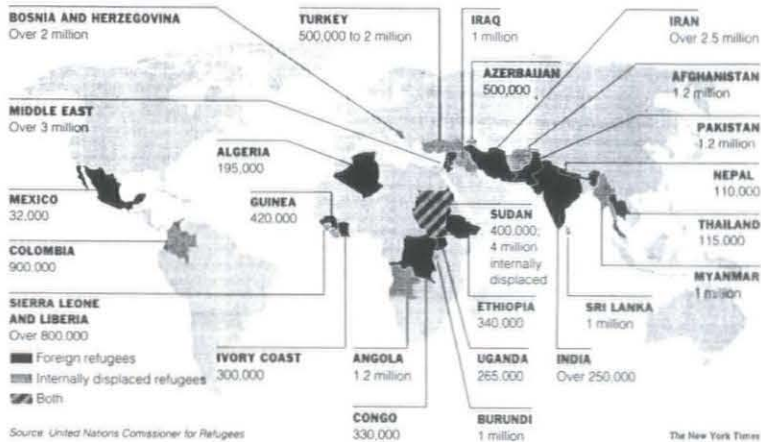 BOSNIA AND HERZEGOVINA
Over 2 million
TURKEY
500,000 to 2 million
IRAQ
1 million
IRAN
Over 2.5 million
AZERBAIJAN
500,000
AFGHANISTAN
1.2 million
MIDDLE EAST
Over 3 million
PAKISTAN
1.2 million
ALGERIA
195,000
NEPAL
110,000
MEXICO
32,000
GUINEA
420,000
SUDAN
400,000;
4 million
internally
displaced
THAILAND
115,000
COLOMBIA
900,000
MYANMAR
1 million
SIERRA LEONE
AND LIBERIA
Over 800,000
ETHIOPIA
340,000
SRI LANKA
1 million
Foreign refugees
Internally displaced refugees
Both
IVORY COAST
300,000
ANGOLA
1.2 million
UGANDA
265,000
INDIA
Over 250,000
CONGO
330,000
BURUNDI
1 million
Source: United Nations Comissioner for Refugees
The New York Times